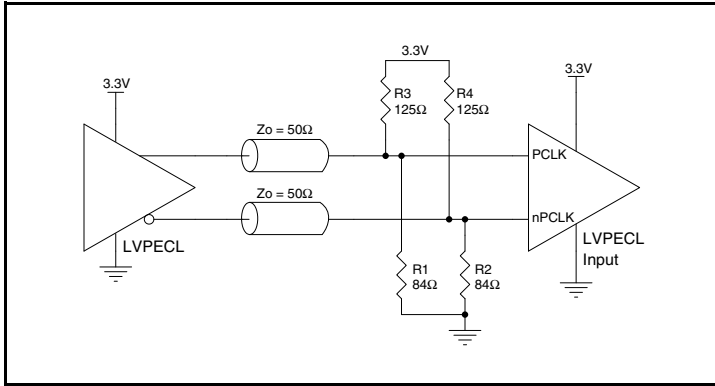 3.3V
3.3V
3.3V
R3
125Ω
R4
125Ω
Zo = 50Ω
PCLK
Zo = 50Ω
nPCLK
LVPECL
LVPECL
Input
R1
84Ω
R2
84Ω